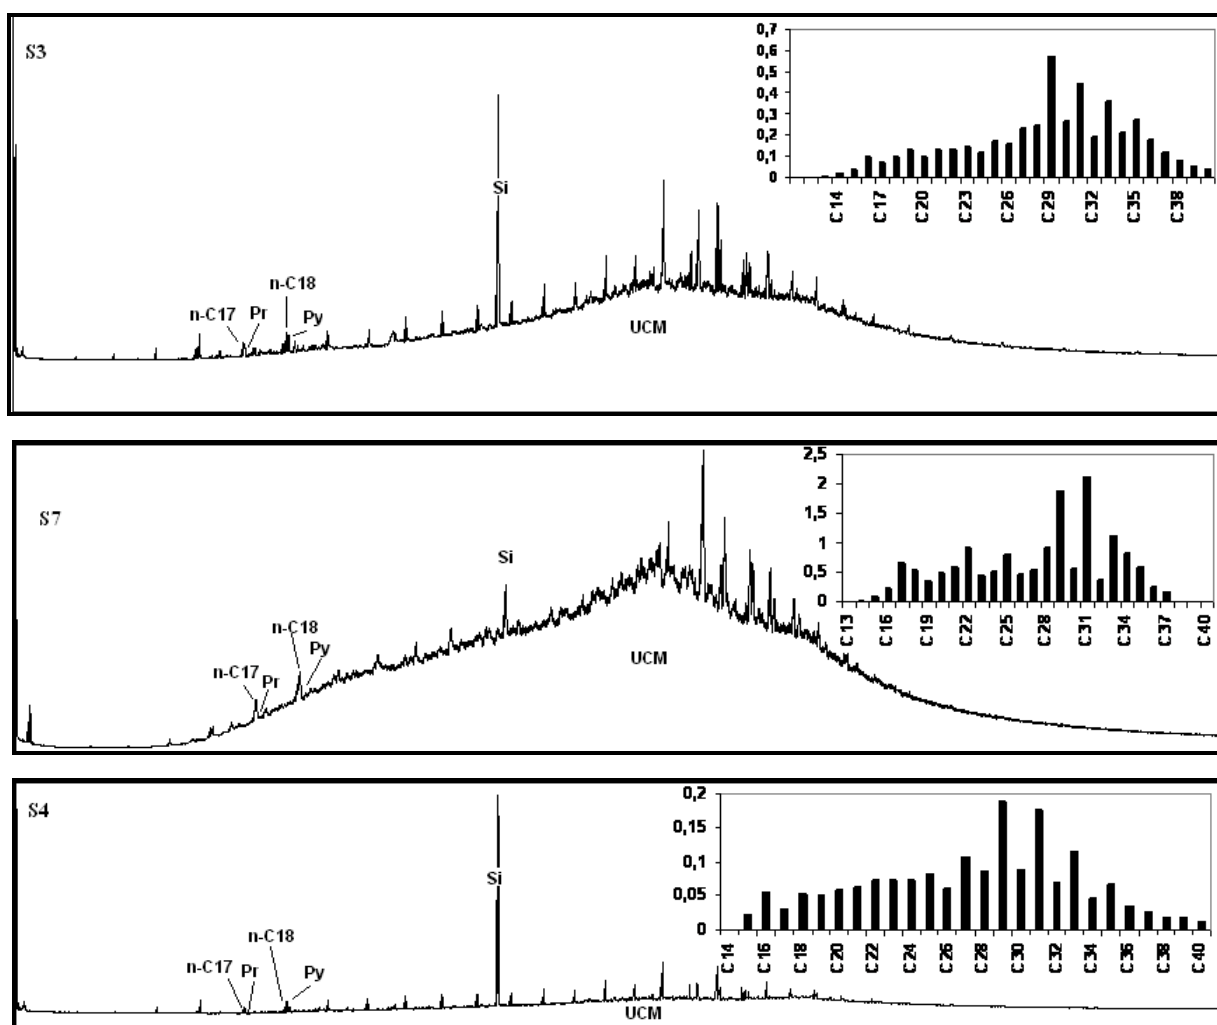 S3
Si
n-C17
Pr
n-C18
Py
UCM
0,7
0,6
0,5
0,4
0,3
0,2
0,1
0
C14 C17 C20 C23 C26 C29 C32 C35 C38
S7
Si
n-C17
Pr
n-C18
Py
UCM
2,5
2
1,5
1
0,5
0
C13 C16 C19 C22 C25 C28 C31 C34 C37 C40
S4
Si
n-C17
Pr
n-C18
Py
UCM
0,2
0,15
0,1
0,05
0
C14 C16 C18 C20 C22 C24 C26 C28 C30 C32 C34 C36 C38 C40